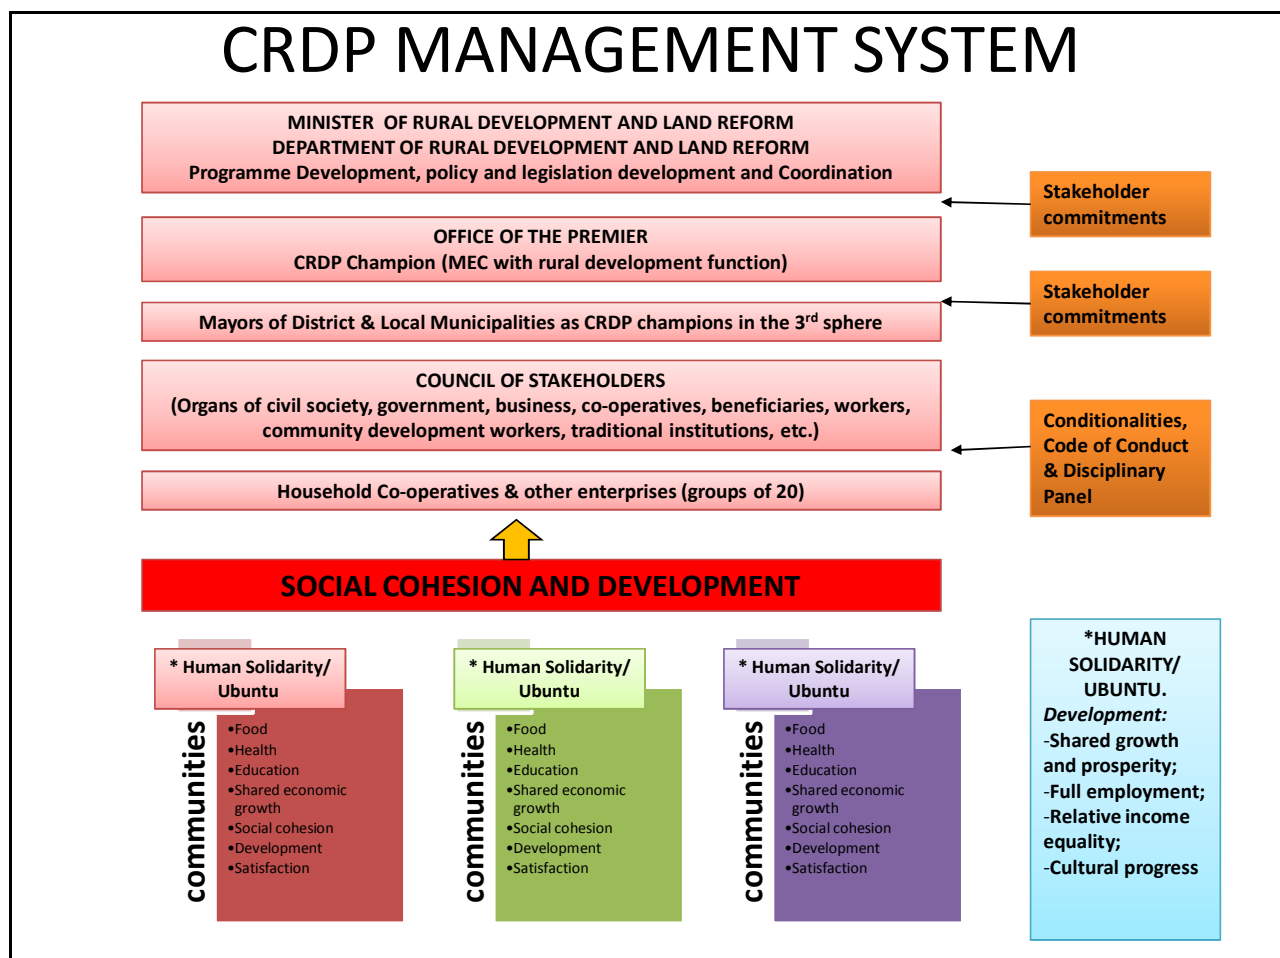 CRDP MANAGEMENT SYSTEM
MINISTER OF RURAL DEVELOPMENT AND LAND REFORM
DEPARTMENT OF RURAL DEVELOPMENT AND LAND REFORM
Programme Development, policy and legislation development and Coordination
Stakeholder
commitments
OFFICE OF THE PREMIER
CRDP Champion (MEC with rural development function)
Stakeholder
commitments
Mayors of District & Local Municipalities as CRDP champions in the 3rd sphere
COUNCIL OF STAKEHOLDERS
(Organs of civil society, government, business, co-operatives, beneficiaries, workers,
community development workers, traditional institutions, etc.)
Conditionalities,
Code of Conduct
& Disciplinary
Panel
Household Co-operatives & other enterprises (groups of 20)
SOCIAL COHESION AND DEVELOPMENT
* Human Solidarity/
Ubuntu
communities
•Food
•Health
•Education
•Shared economic
growth
•Social cohesion
•Development
•Satisfaction
* Human Solidarity/
Ubuntu
communities
•Food
•Health
•Education
•Shared economic
growth
•Social cohesion
•Development
•Satisfaction
* Human Solidarity/
Ubuntu
communities
•Food
•Health
•Education
•Shared economic
growth
•Social cohesion
•Development
•Satisfaction
*HUMAN
SOLIDARITY/
UBUNTU.
Development:
-Shared growth
and prosperity;
-Full employment;
-Relative income
equality;
-Cultural progress